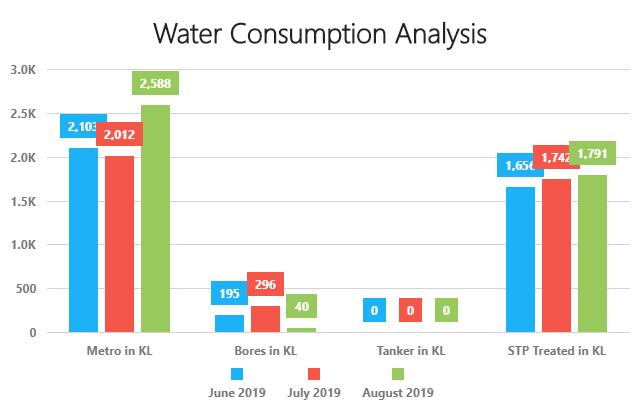 Water Consumption Analysis
3.0K
2.5K
2.0K
1.5K
1.0K
500
0
2,103
2,012
2,588
195
296
40
0
0
0
1,656
1,742
1,791
Metro in KL
Bores in KL
Tanker in KL
STP Treated in KL
June 2019
July 2019
August 2019